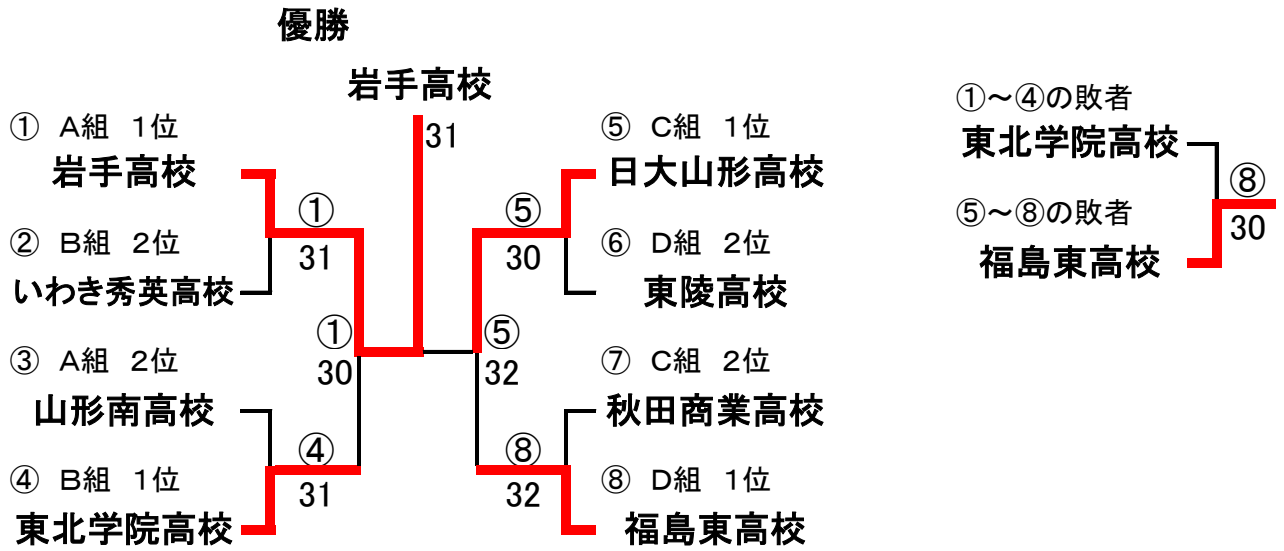 優勝
岩手高校
31
① A組 1位
岩手高校
①
31
② B組 2位
いわき秀英高校
①
30
③ A組 2位
山形南高校
④
31
④ B組 1位
東北学院高校
⑤ C組 1位
日大山形高校
⑤
30
⑥ D組 2位
東陵高校
⑤
32
⑦ C組 2位
秋田商業高校
⑧
32
⑧ D組 1位
福島東高校
①～④の敗者
東北学院高校
⑧
30
⑤～⑧の敗者
福島東高校